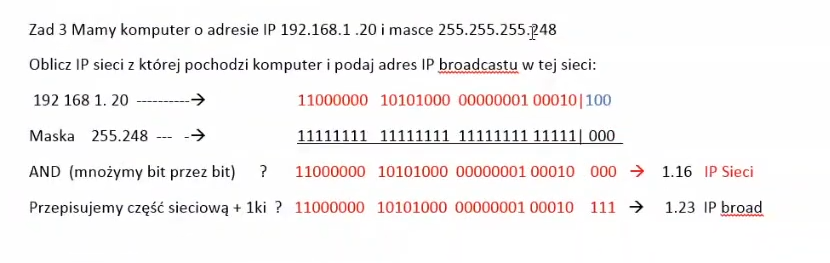 Zad 3 Mamy komputer o adresie IP 192.168.1 .20 i masce 255.255.255.248
Oblicz IP sieci z której pochodzi komputer i podaj adres IP broadcastu w tej sieci:
192 168 1. 20 ----------→ 11000000 10101000 00000001 00010|100
Maska 255.248 --- -→ 11111111 11111111 11111111 11111| 000
AND (mnożymy bit przez bit) ? 11000000 10101000 00000001 00010 000 → 1.16 IP Sieci
Przepisujemy część sieciową + 1ki ? 11000000 10101000 00000001 00010 111 → 1.23 IP broad